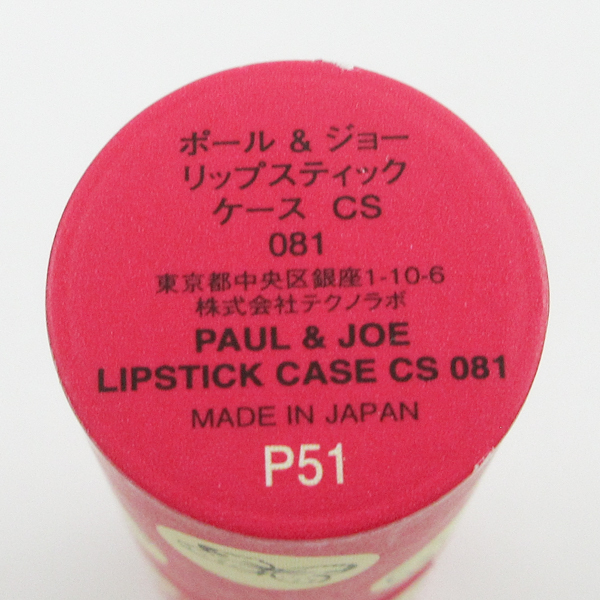 ポール & ジョー
リップスティック
ケース CS
081
東京都中央区銀座1-10-6
株式会社テクノラボ
PAUL & JOE
LIPSTICK CASE CS 081
MADE IN JAPAN
P51